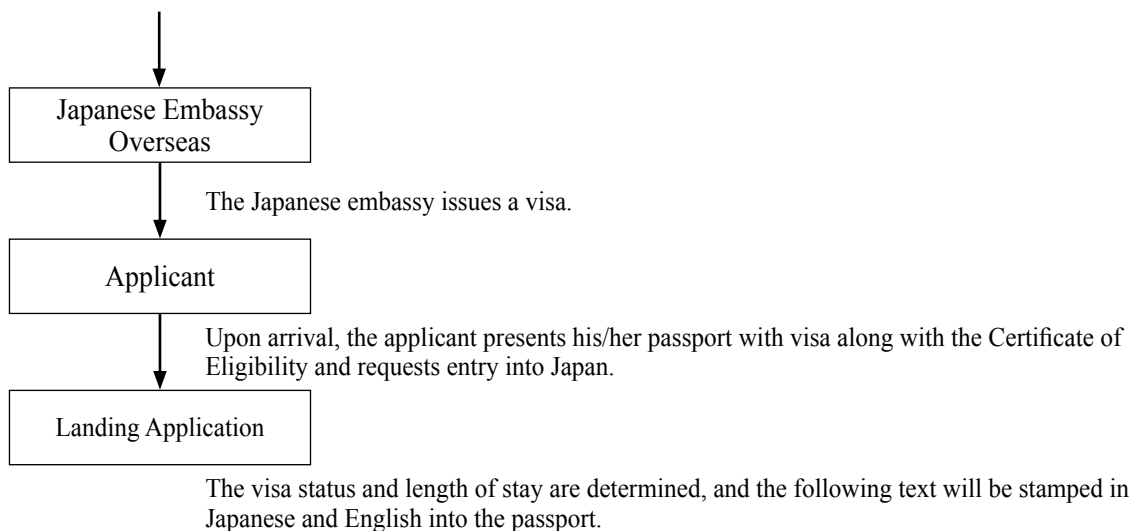 Japanese Embassy
Overseas
The Japanese embassy issues a visa.
Applicant
Upon arrival, the applicant presents his/her passport with visa along with the Certificate of
Eligibility and requests entry into Japan.
Landing Application
The visa status and length of stay are determined, and the following text will be stamped in
Japanese and English into the passport.